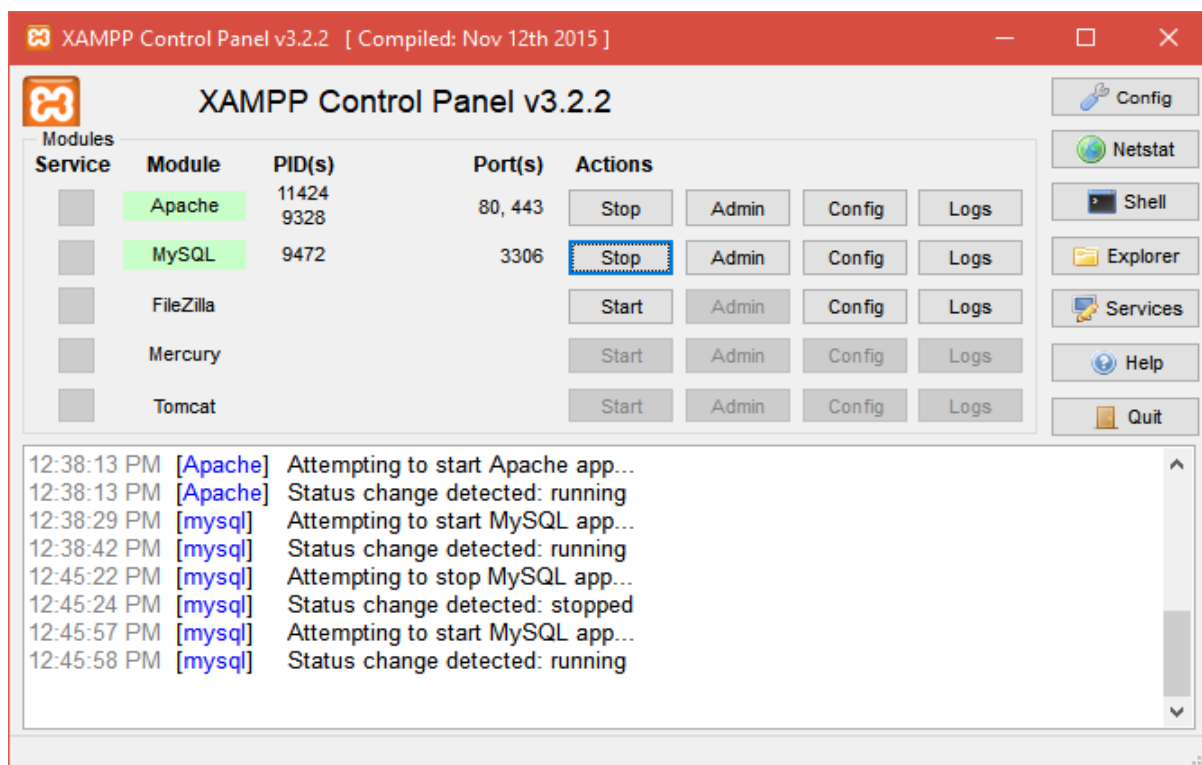 XAMPP Control Panel v3.2.2 [ Compiled: Nov 12th 2015 ]
XAMPP Control Panel v3.2.2
Config
Modules
Service Module PID(s) Port(s) Actions
Netstat
Apache 11424 9328 80, 443 Stop Admin Config Logs
Shell
MySQL 9472 3306 Stop Admin Config Logs
Explorer
FileZilla Start Admin Config Logs
Services
Mercury Start Admin Config Logs
Help
Tomcat Start Admin Config Logs
Quit
12:38:13 PM [Apache] Attempting to start Apache app...
12:38:13 PM [Apache] Status change detected: running
12:38:29 PM [mysql] Attempting to start MySQL app...
12:38:42 PM [mysql] Status change detected: running
12:45:22 PM [mysql] Attempting to stop MySQL app...
12:45:24 PM [mysql] Status change detected: stopped
12:45:57 PM [mysql] Attempting to start MySQL app...
12:45:58 PM [mysql] Status change detected: running